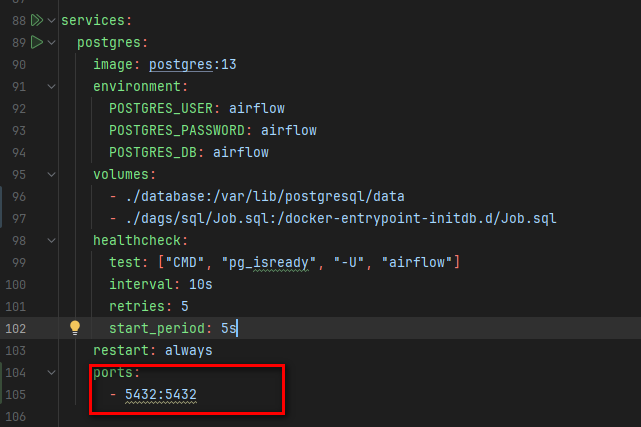 88 services:
89 postgres:
90 image: postgres:13
91 environment:
92 POSTGRES_USER: airflow
93 POSTGRES_PASSWORD: airflow
94 POSTGRES_DB: airflow
95 volumes:
96 - ./database:/var/lib/postgresql/data
97 - ./dags/sql/Job.sql:/docker-entrypoint-initdb.d/Job.sql
98 healthcheck:
99 test: ["CMD", "pg_isready", "-U", "airflow"]
100 interval: 10s
101 retries: 5
102 start_period: 5s
103 restart: always
104 ports:
105 - 5432:5432
106